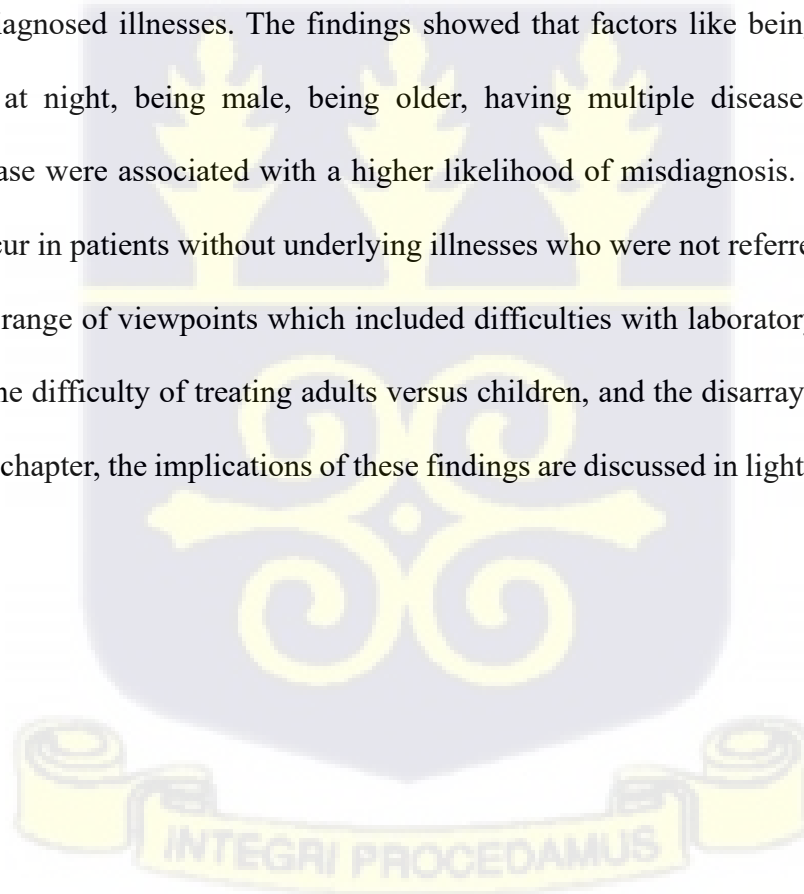 iagnosed illnesses. The findings showed that factors like bein
at night, being male, being older, having multiple disease
ase were associated with a higher likelihood of misdiagnosis.
cur in patients without underlying illnesses who were not referre
range of viewpoints which included difficulties with laboratory
he difficulty of treating adults versus children, and the disarray
chapter, the implications of these findings are discussed in light
INTEGRI PROCEDAMUS